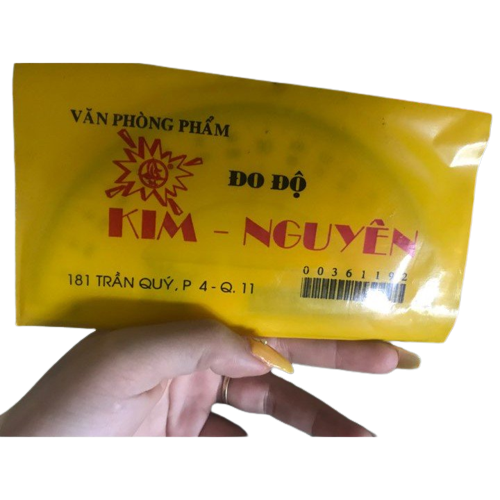 VĂN PHÒNG PHẨM
ĐO ĐỘ
KIM - NGUYÊN
181 TRẦN QUÝ, P 4 - Q. 11
00361192